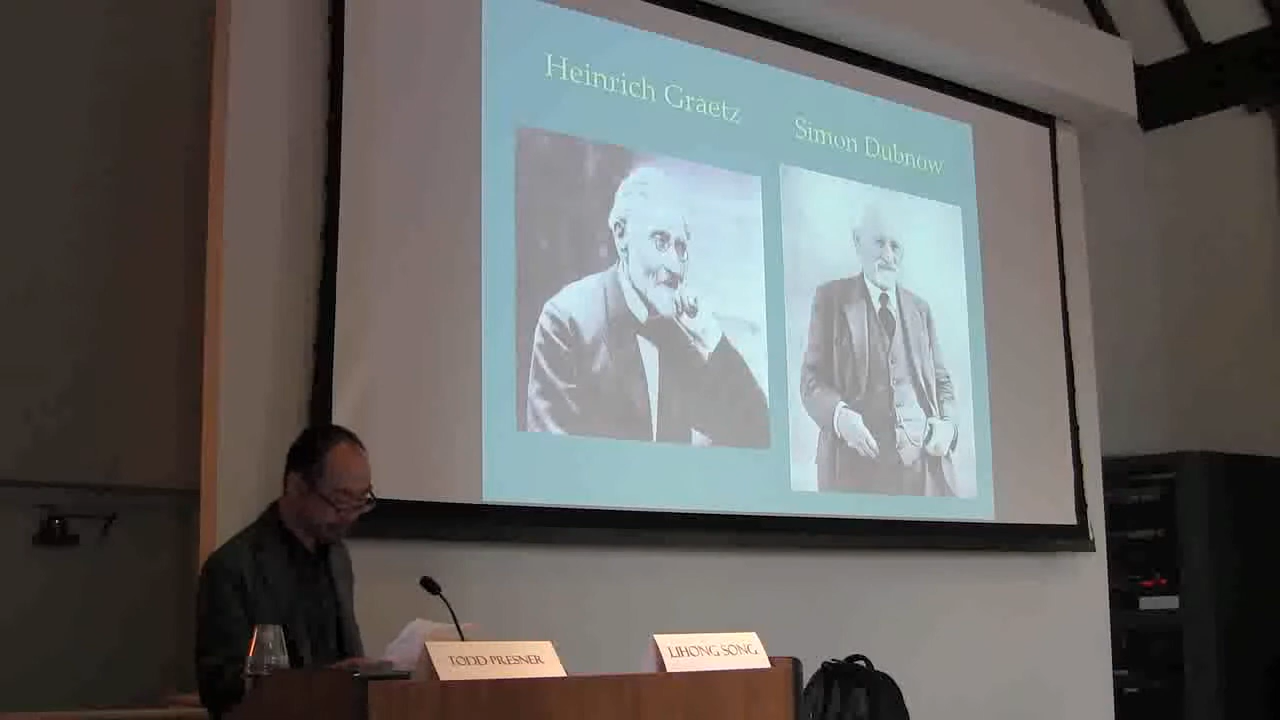 Heinrich Graetz
Simon Dubnow
TODD PRESNER
LIHONG SONG